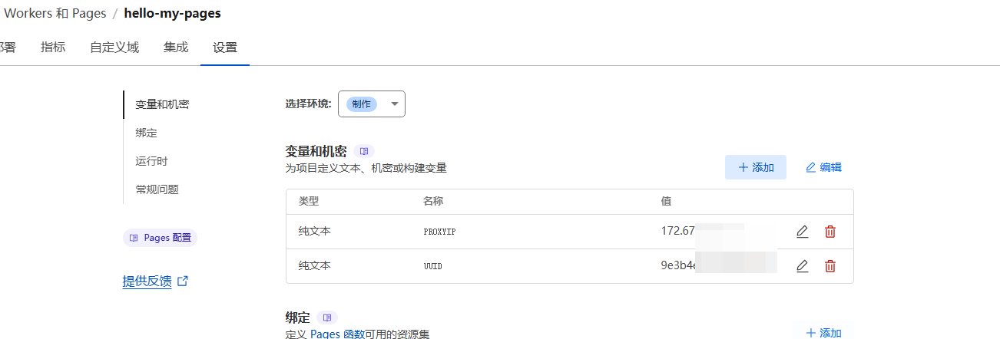 Workers 和 Pages / hello-my-pages
部署 指标 自定义域 集成 设置
变量和机密
绑定
运行时
常规问题
Pages 配置
提供反馈
选择环境: 制作
变量和机密
为项目定义文本、机密或构建变量
添加 编辑
类型 名称 值
纯文本 PROXYIP 172.67
纯文本 UUID 9e3b4e
绑定
定义 Pages 函数可用的资源集
添加